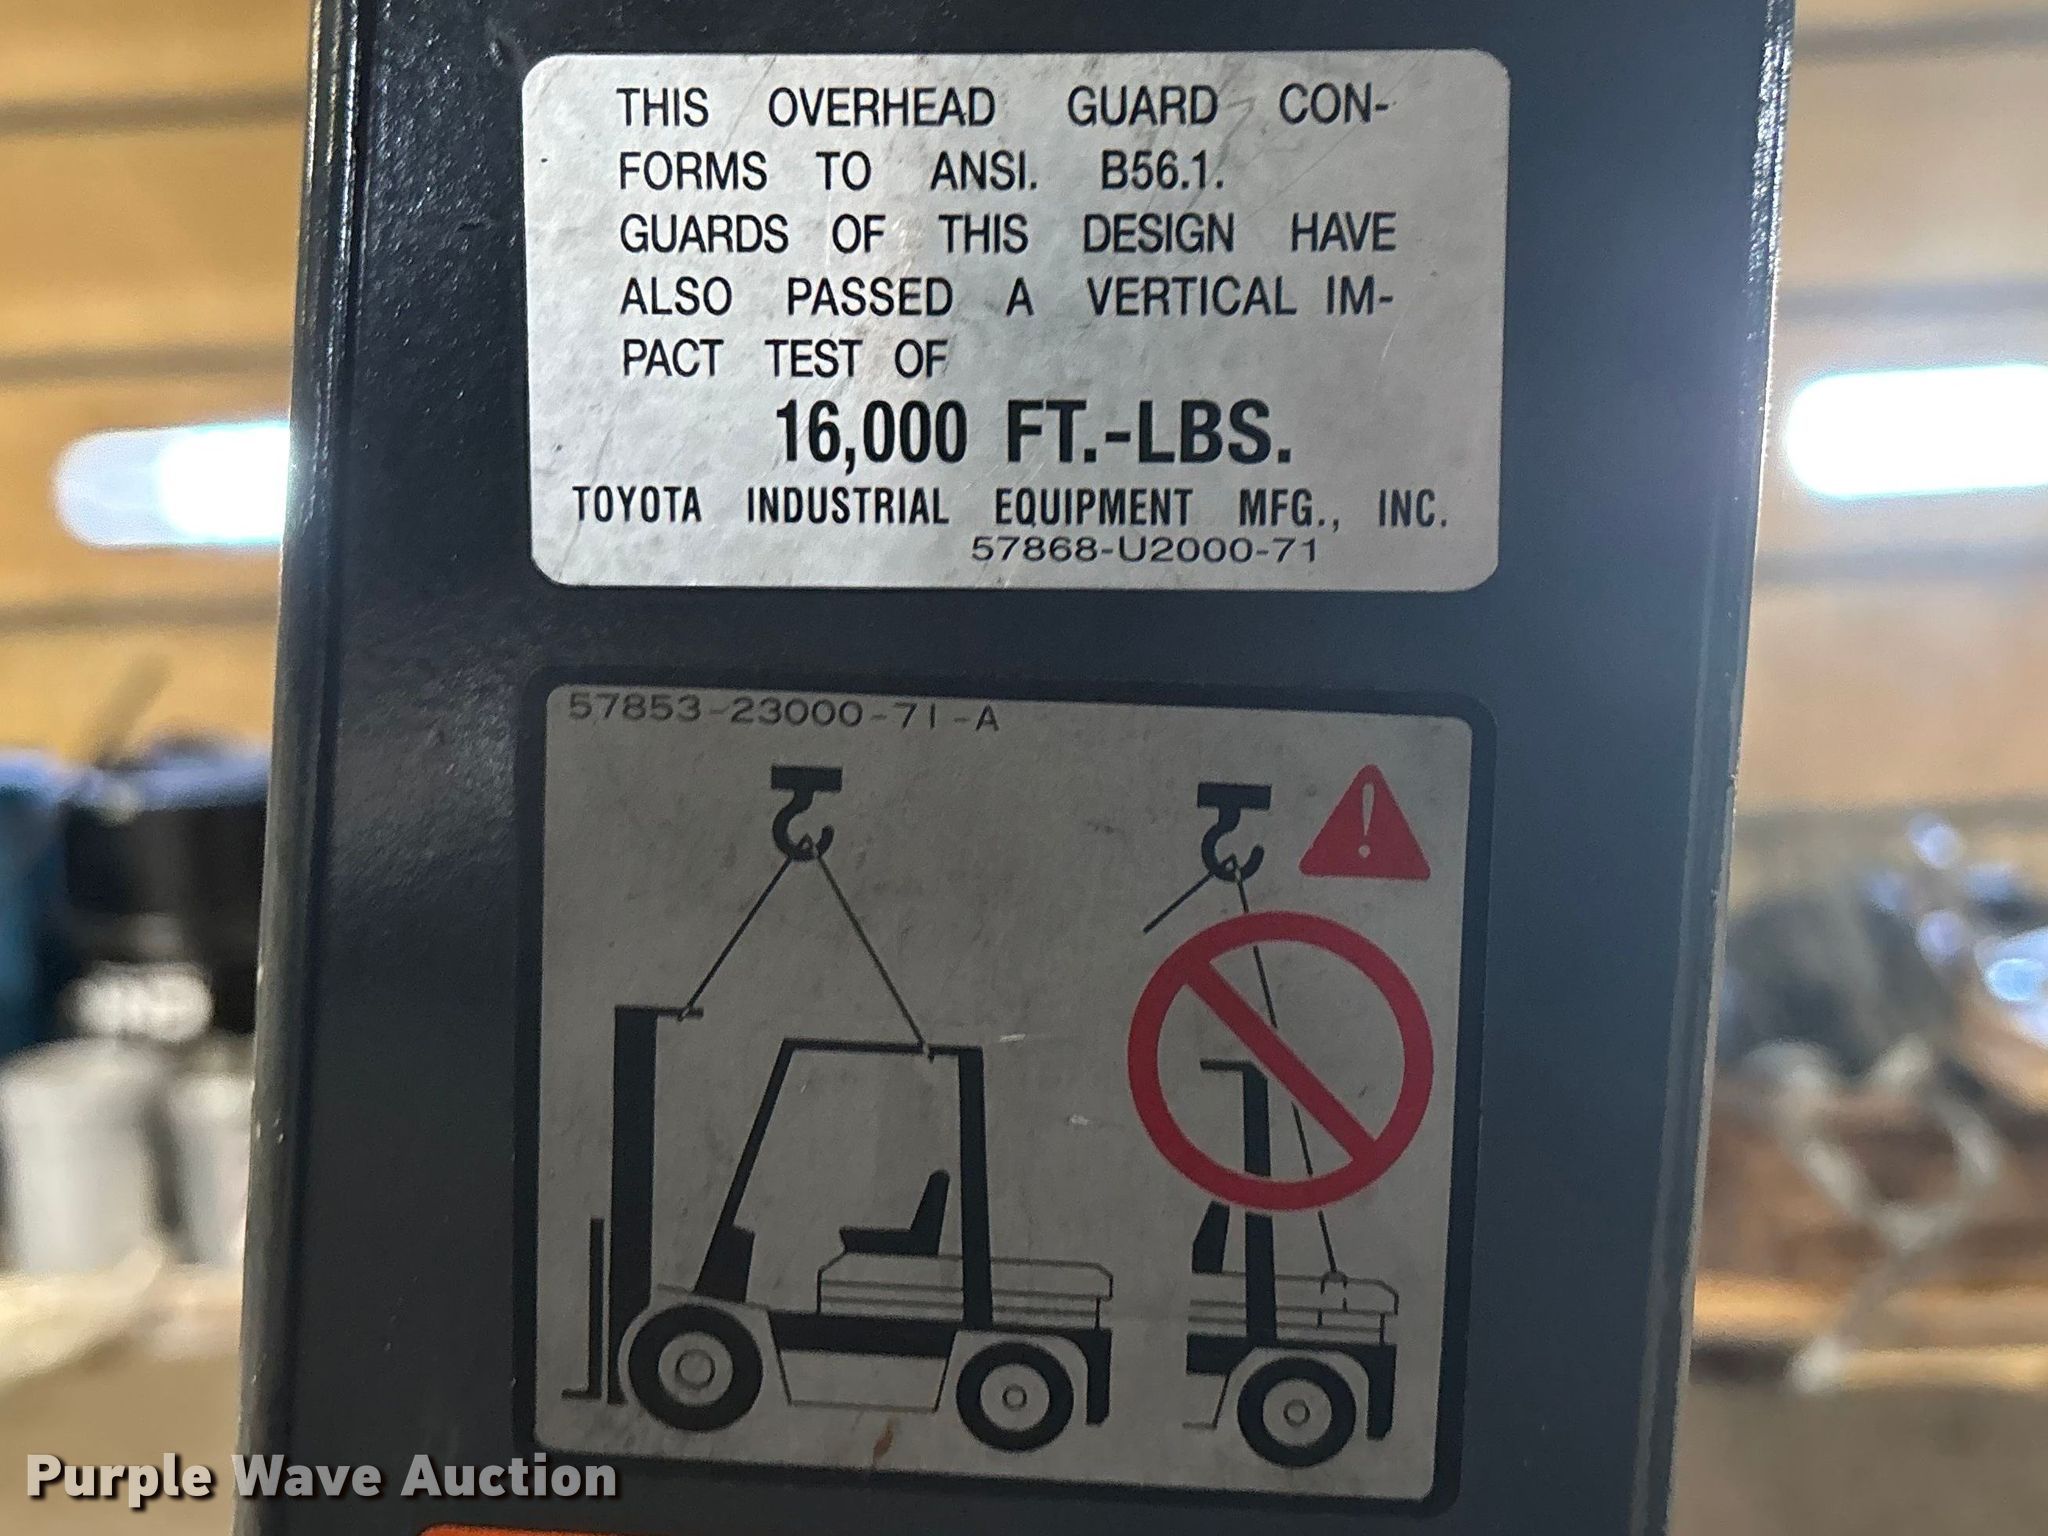 THIS OVERHEAD GUARD CON-
FORMS TO ANSI. B56.1.
GUARDS OF THIS DESIGN HAVE
ALSO PASSED A VERTICAL IM-
PACT TEST OF
16,000 FT.-LBS.
TOYOTA INDUSTRIAL EQUIPMENT MFG., INC.
57868-U2000-71
57853-23000-71-A
Purple Wave Auction